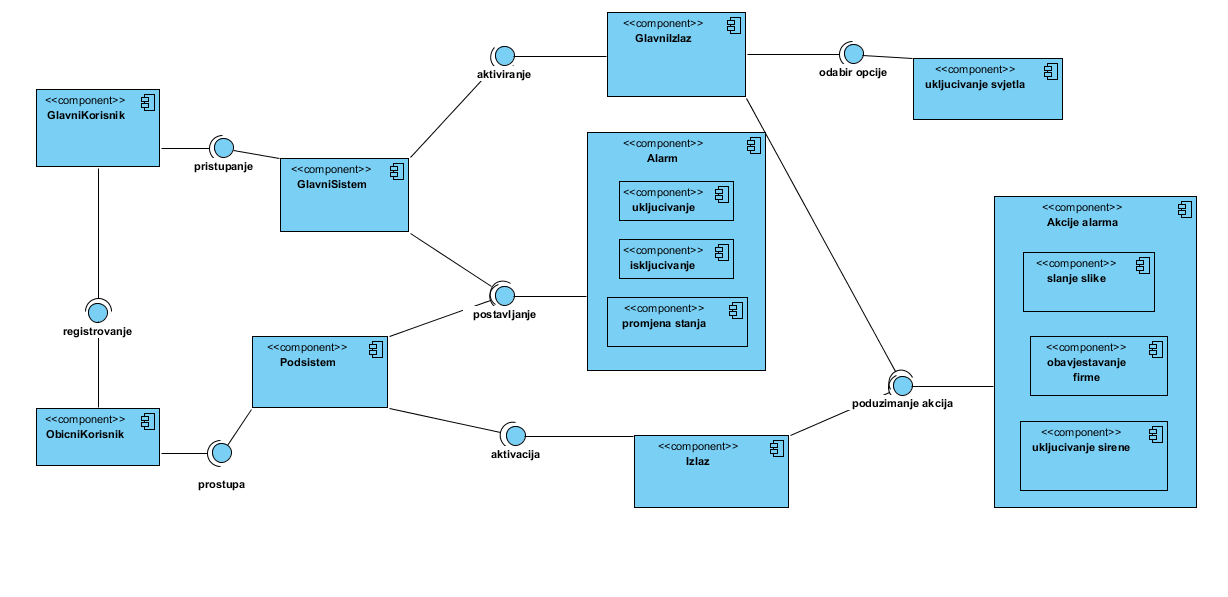 <<component>>
GlavniIzlaz
aktiviranje
odabir opcije
<<component>>
ukljucivanje svjetla
<<component>>
GlavniKorisnik
pristupanje
<<component>>
GlavniSistem
<<component>>
Alarm
<<component>>
ukljucivanje
<<component>>
iskljucivanje
<<component>>
promjena stanja
<<component>>
Akcije alarma
<<component>>
slanje slike
<<component>>
obavjestavanje
firme
<<component>>
ukljucivanje sirene
registrovanje
postavljanje
<<component>>
Podsistem
poduzimanje akcija
<<component>>
ObicniKorisnik
prostupa
aktivacija
<<component>>
Izlaz